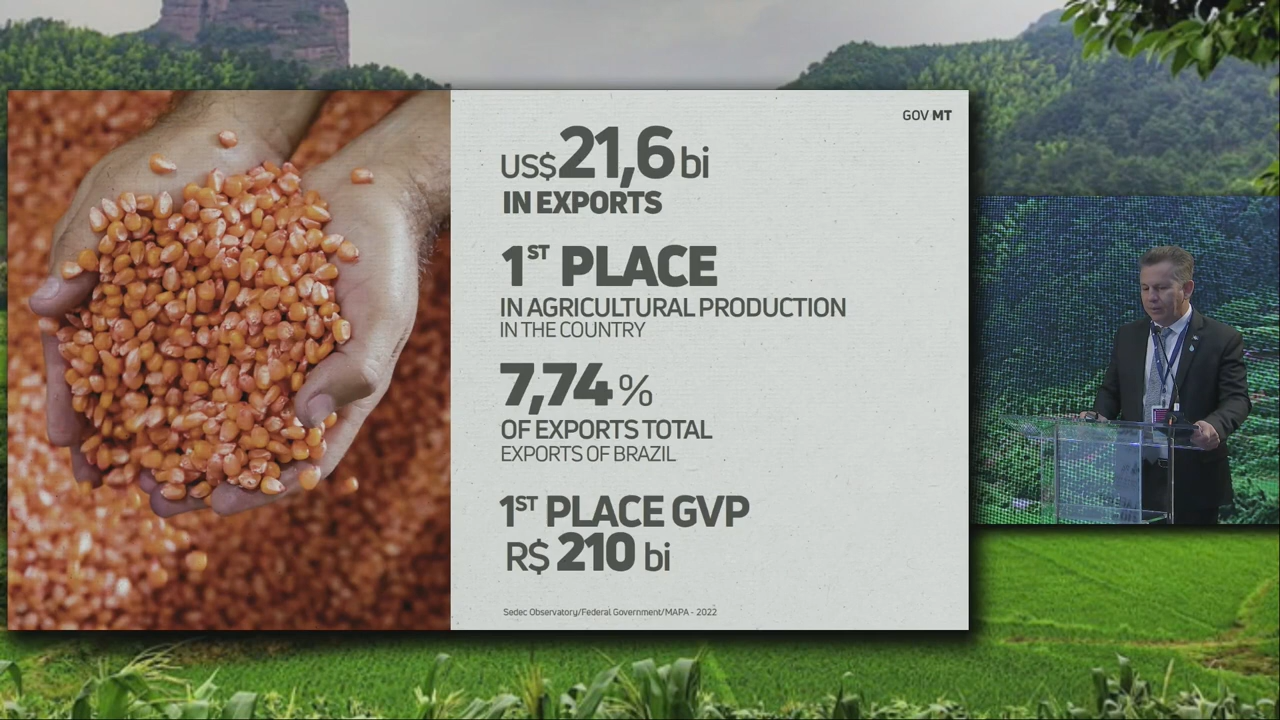 GOV MT
US$ 21,6 bi
IN EXPORTS
1ST PLACE
IN AGRICULTURAL PRODUCTION
IN THE COUNTRY
7,74 %
OF EXPORTS TOTAL
EXPORTS OF BRAZIL
1ST PLACE GVP
R$ 210 bi
Sedec Observatory/Federal Government/MAPA - 2022